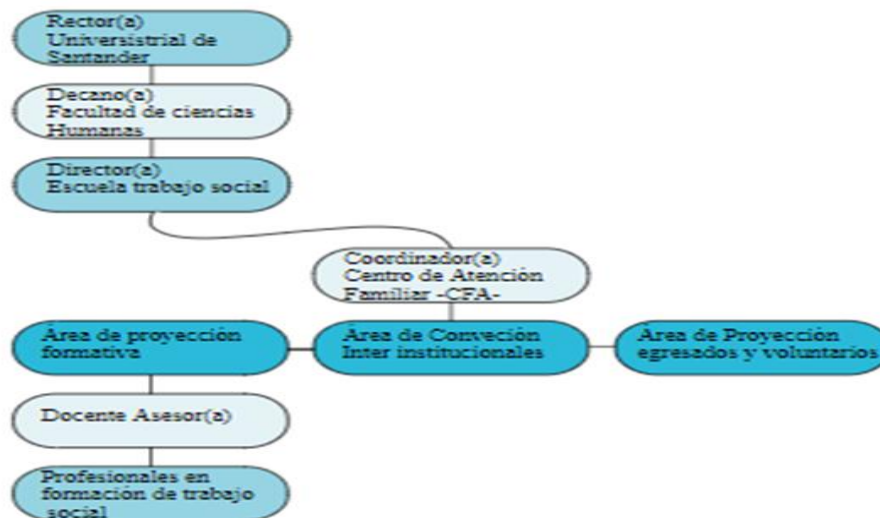 Rector(a)
Universistrial de
Santander
Decano(a)
Facultad de ciencias
Humanas
Director(a)
Escuela trabajo social
Coordinador(a)
Centro de Atención
Familiar -CFA-
Área de proyección
formativa
Área de Conveción
Inter institucionales
Área de Proyección
egresados y voluntarios
Docente Asesor(a)
Profesionales en
formación de trabajo
social